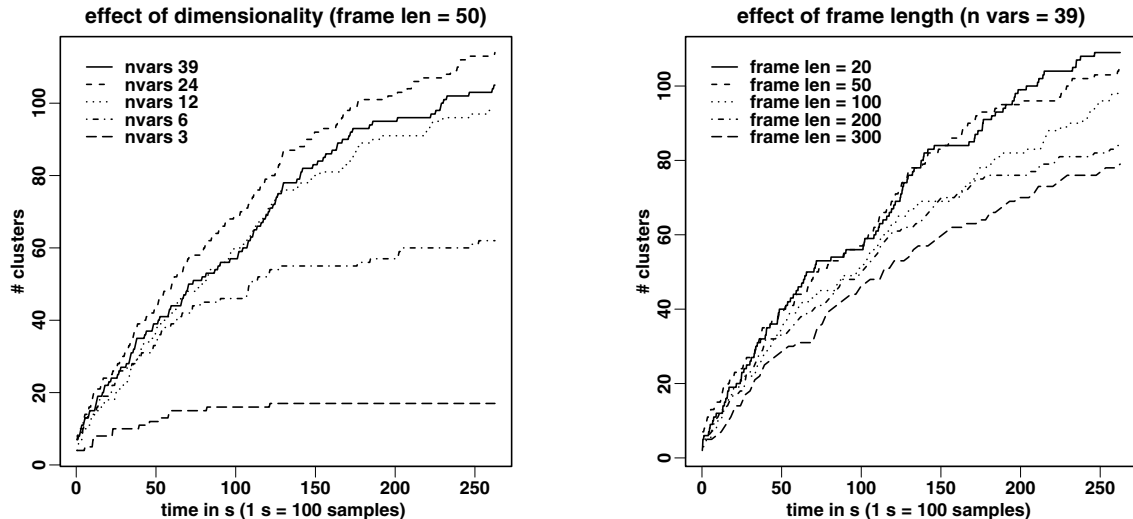 effect of dimensionality (frame len = 50)
nvars 39
nvars 24
nvars 12
nvars 6
nvars 3
# clusters
0
20
40
60
80
100
0 50 100 150 200 250
time in s (1 s = 100 samples)
effect of frame length (n vars = 39)
frame len = 20
frame len = 50
frame len = 100
frame len = 200
frame len = 300
# clusters
0
20
40
60
80
100
0 50 100 150 200 250
time in s (1 s = 100 samples)